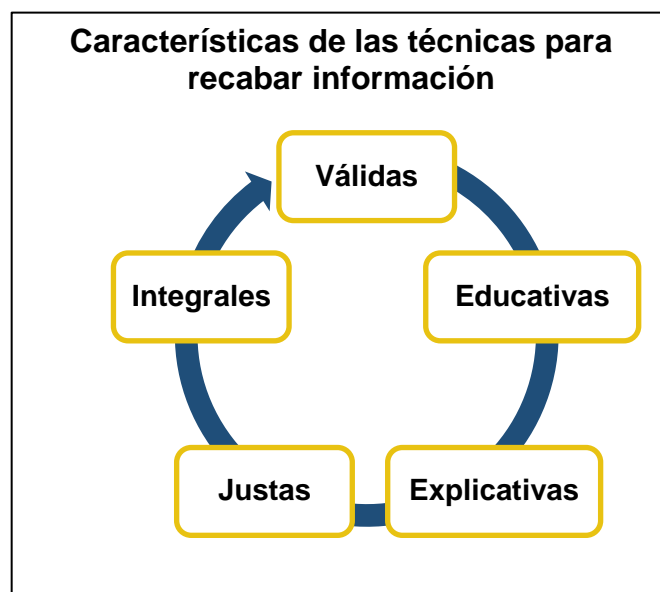 Características de las técnicas para
recabar información
Válidas
Educativas
Explicativas
Justas
Integrales